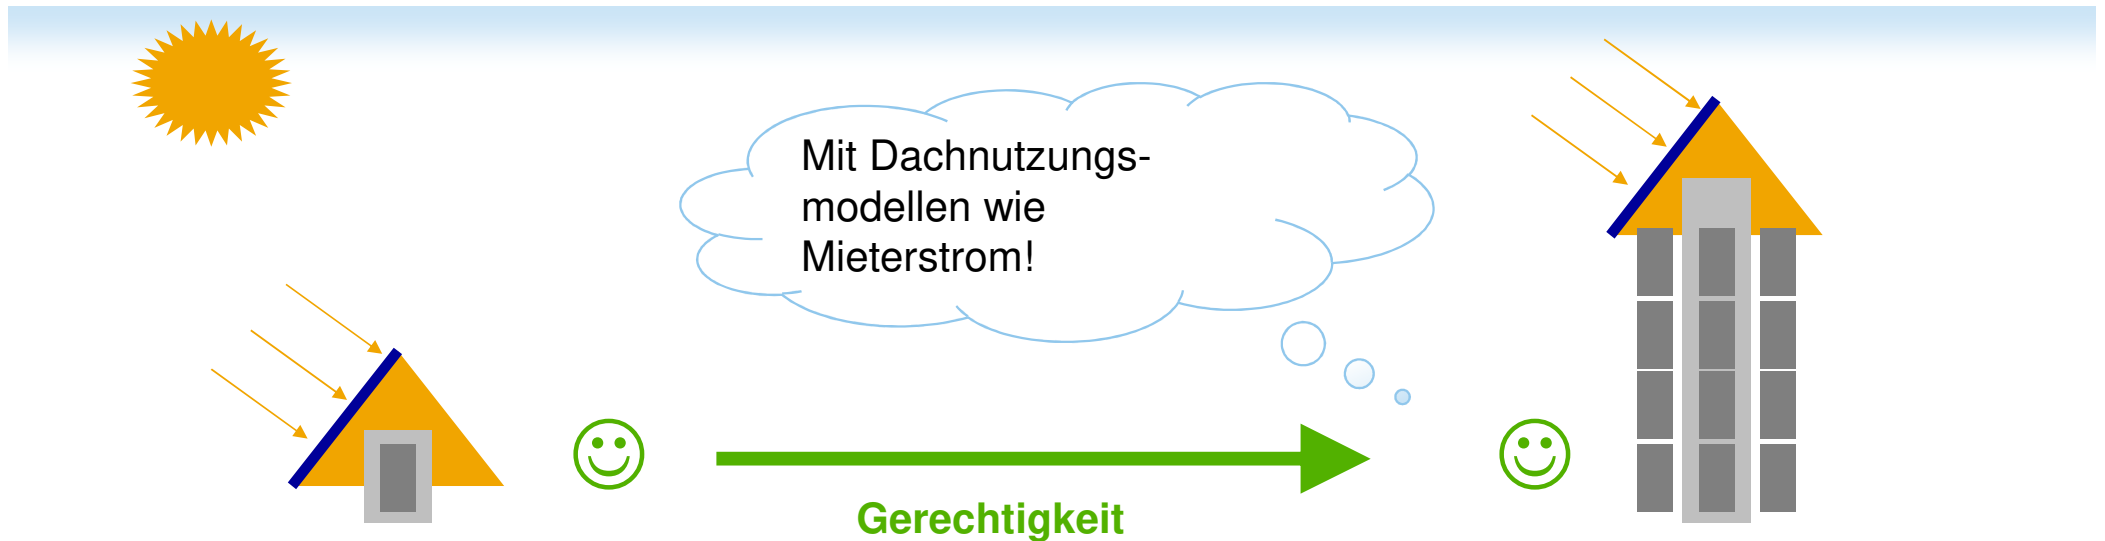 Mit Dachnutzungs-
modellen wie
Mieterstrom!
Gerechtigkeit